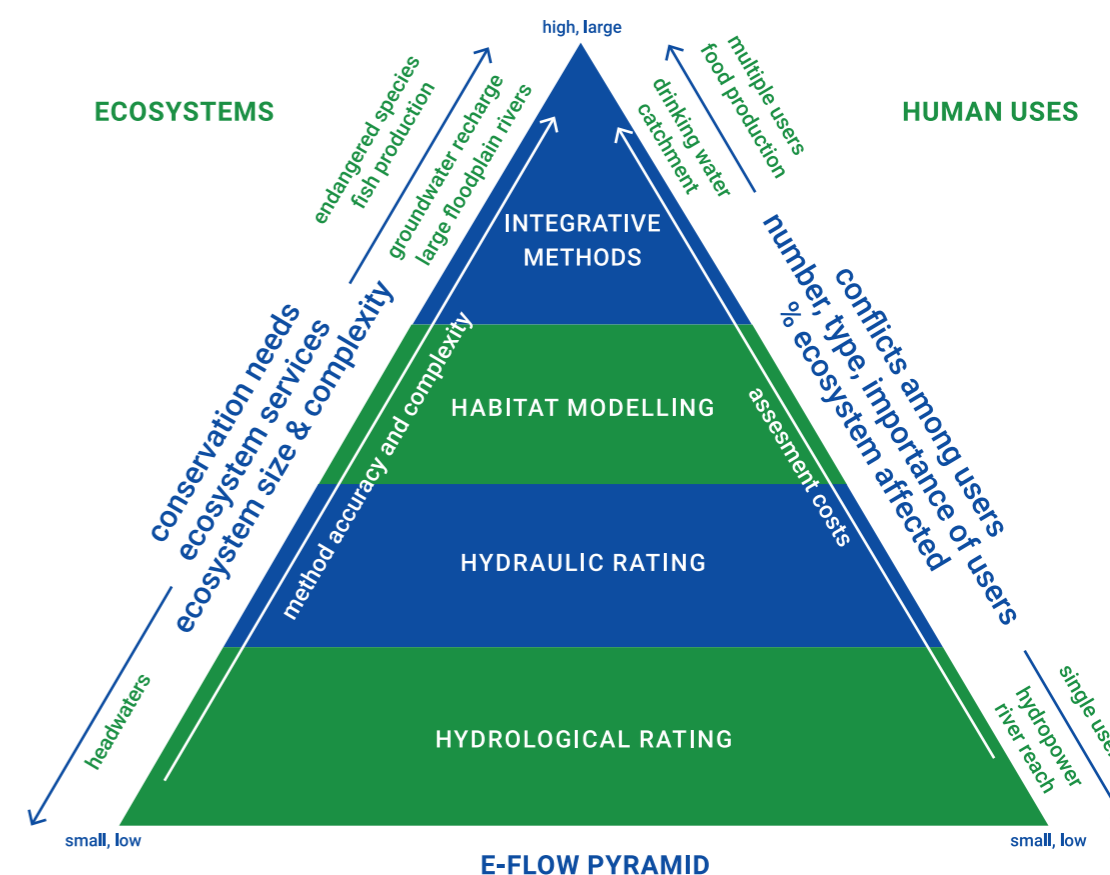 high, large
ECOSYSTEMS
HUMAN USES
endangered species
fish production
groundwater recharge
large floodplain rivers
multiple users
food production
drinking water
catchment
INTEGRATIVE
METHODS
conservation needs
ecosystem services
ecosystem size & complexity
method accuracy and complexity
HABITAT MODELLING
assesment costs
conflicts among users
number, type, importance of users
% ecosystem affected
HYDRAULIC RATING
headwaters
HYDROLOGICAL RATING
single user
hydropower
river reach
small, low
small, low
E-FLOW PYRAMID